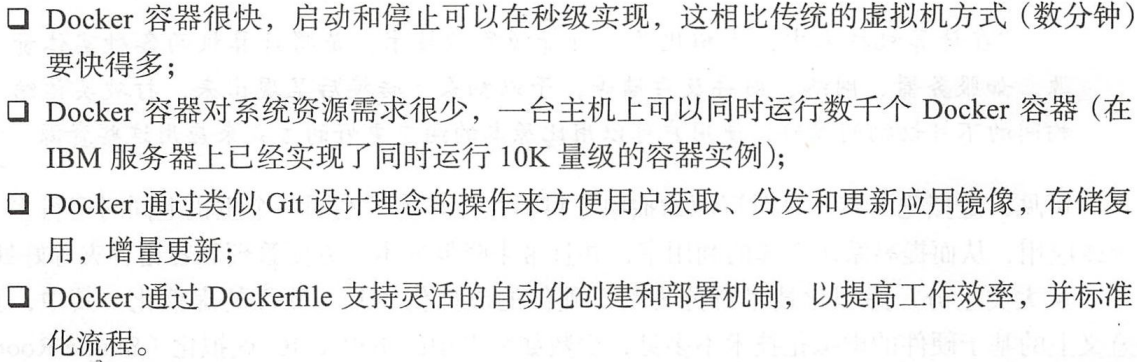 ❑ Docker 容器很快，启动和停止可以在秒级实现，这相比传统的虚拟机方式（数分钟）
要快得多；
❑ Docker 容器对系统资源需求很少，一台主机上可以同时运行数千个 Docker 容器（在
IBM 服务器上已经实现了同时运行 10K 量级的容器实例）；
❑ Docker 通过类似 Git 设计理念的操作来方便用户获取、分发和更新应用镜像，存储复
用，增量更新；
❑ Docker 通过 Dockerfile 支持灵活的自动化创建和部署机制，以提高工作效率，并标准
化流程。